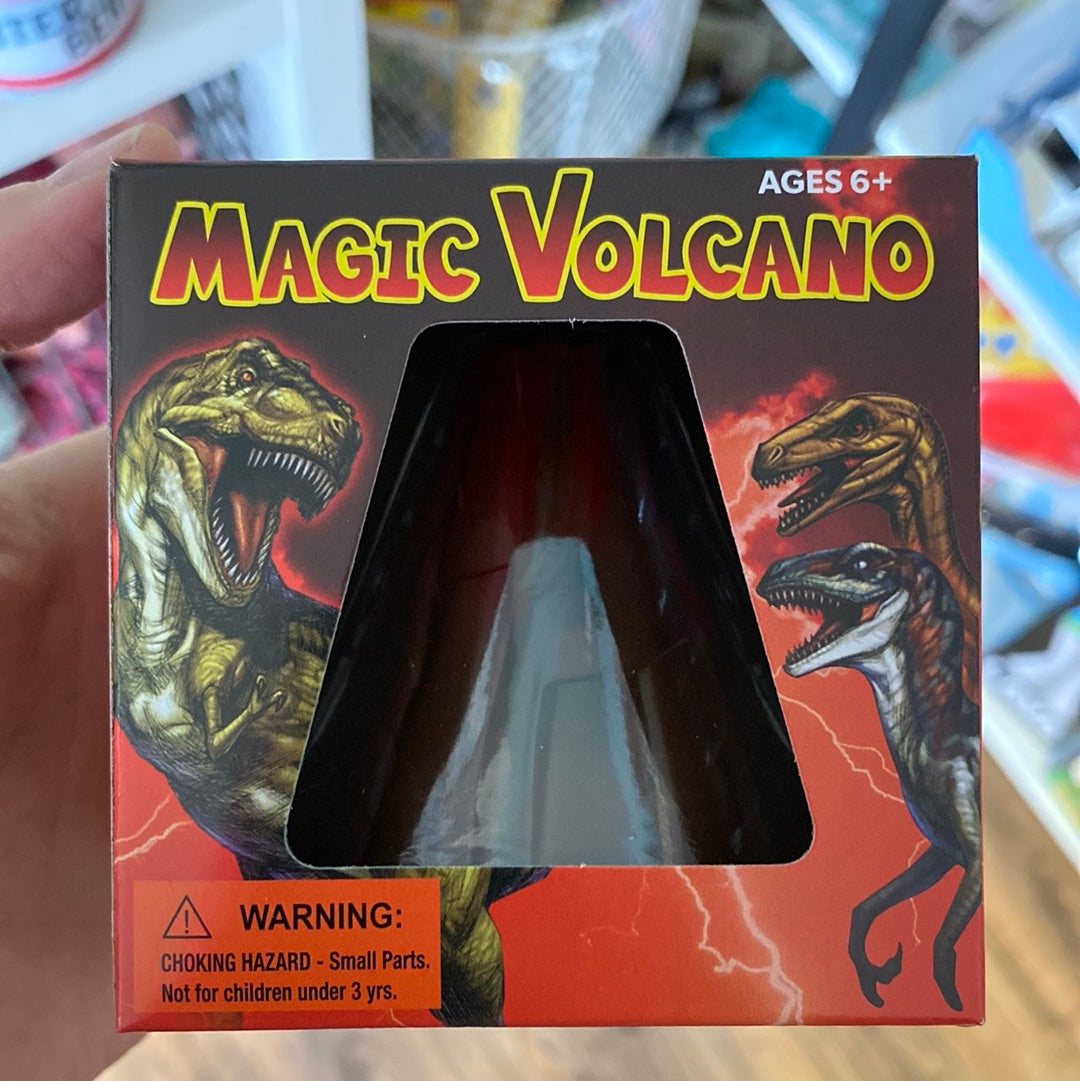 AGES 6+
MAGIC VOLCANO
WARNING:
CHOKING HAZARD - Small Parts.
Not for children under 3 yrs.